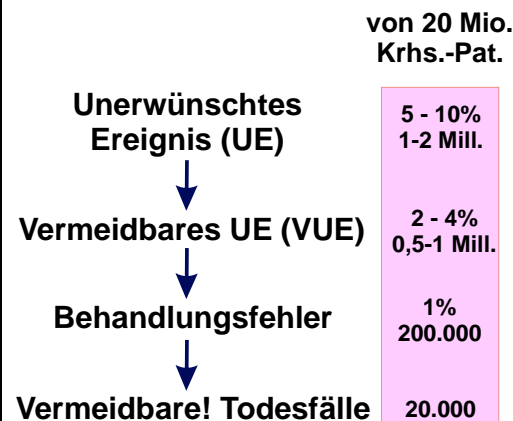 von 20 Mio.
Krhs.-Pat.
Unerwünschtes
Ereignis (UE)
5 - 10%
1-2 Mill.
Vermeidbares UE (VUE)
2 - 4%
0,5-1 Mill.
Behandlungsfehler
1%
200.000
Vermeidbare! Todesfälle
20.000